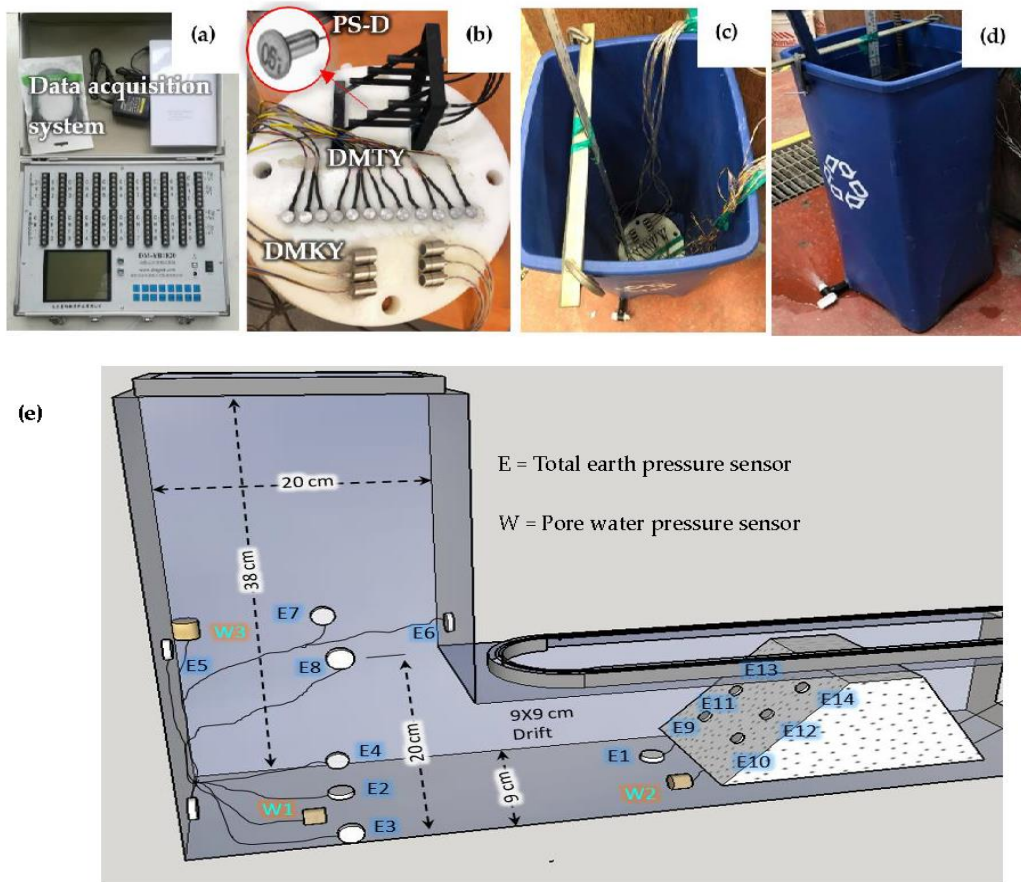 (a)
Data acquisition
system
PS-D
(b)
DMTY
DMKY
(c)
(d)
(e)
20 cm
38 cm
E = Total earth pressure sensor
W = Pore water pressure sensor
E7
W3
E6
E5
E8
E13
E11
E14
9X9 cm
Drift
E9
E12
E4
20 cm
E1
E10
E2
9 cm
W2
W1
E3